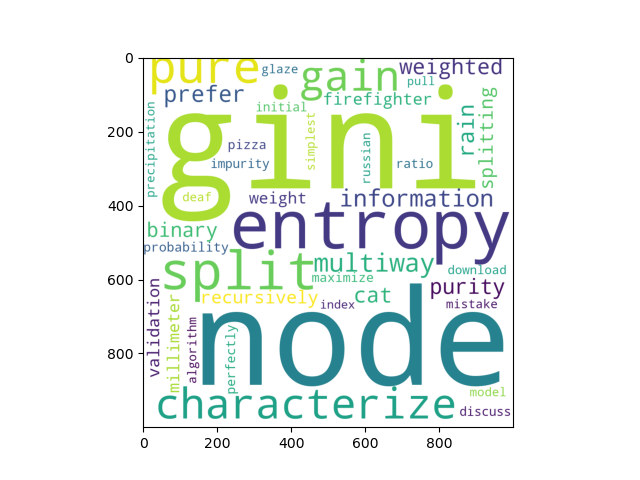 0
200
400
600
800
0
200
400
600
800
pure
glaze
gain
weighted
pull
prefer
initial
firefighter
precipitation
gini
pizza
impurity
simplest
russian
ratio
rain
splitting
deaf
weight
information
binary
probability
entropy
split
multiway
maximize
download
recursively
index
cat
purity
mistake
validation
millimeter
algorithm
perfectly
node
model
characterize
discuss